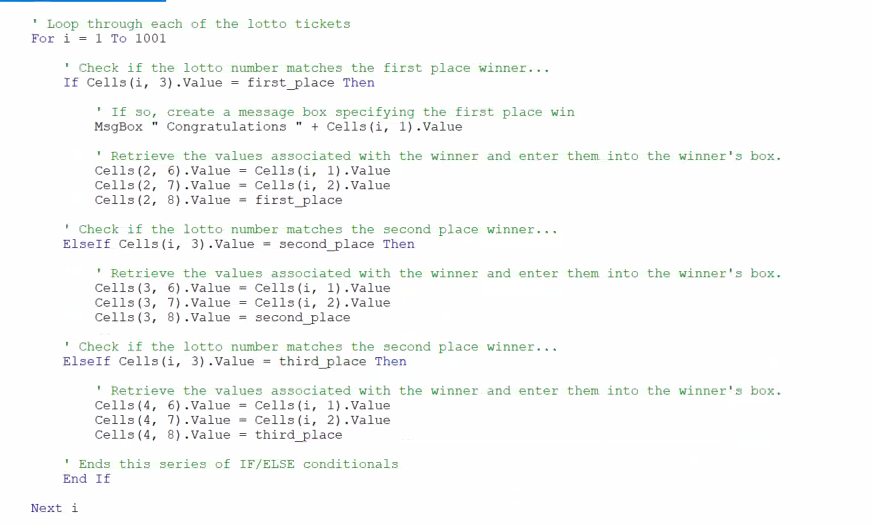 ' Loop through each of the lotto tickets
For i = 1 To 1001
' Check if the lotto number matches the first place winner...
If Cells(i, 3).Value = first_place Then
' If so, create a message box specifying the first place win
MsgBox " Congratulations " + Cells(i, 1).Value
' Retrieve the values associated with the winner and enter them into the winner's box.
Cells(2, 6).Value = Cells(i, 1).Value
Cells(2, 7).Value = Cells(i, 2).Value
Cells(2, 8).Value = first_place
' Check if the lotto number matches the second place winner...
ElseIf Cells(i, 3).Value = second_place Then
' Retrieve the values associated with the winner and enter them into the winner's box.
Cells(3, 6).Value = Cells(i, 1).Value
Cells(3, 7).Value = Cells(i, 2).Value
Cells(3, 8).Value = second_place
' Check if the lotto number matches the second place winner...
ElseIf Cells(i, 3).Value = third_place Then
' Retrieve the values associated with the winner and enter them into the winner's box.
Cells(4, 6).Value = Cells(i, 1).Value
Cells(4, 7).Value = Cells(i, 2).Value
Cells(4, 8).Value = third_place
' Ends this series of IF/ELSE conditionals
End If
Next i